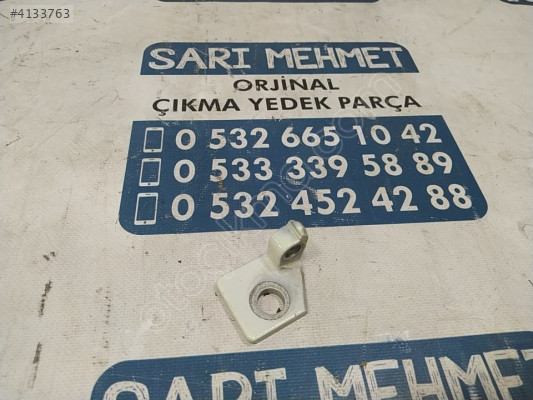 #4133763
SARI MEHMET
ORJİNAL
ÇIKMA YEDEK PARÇA
0 532 665 10 42
0 533 339 58 89
0 532 452 42 88
SARI MEHMET